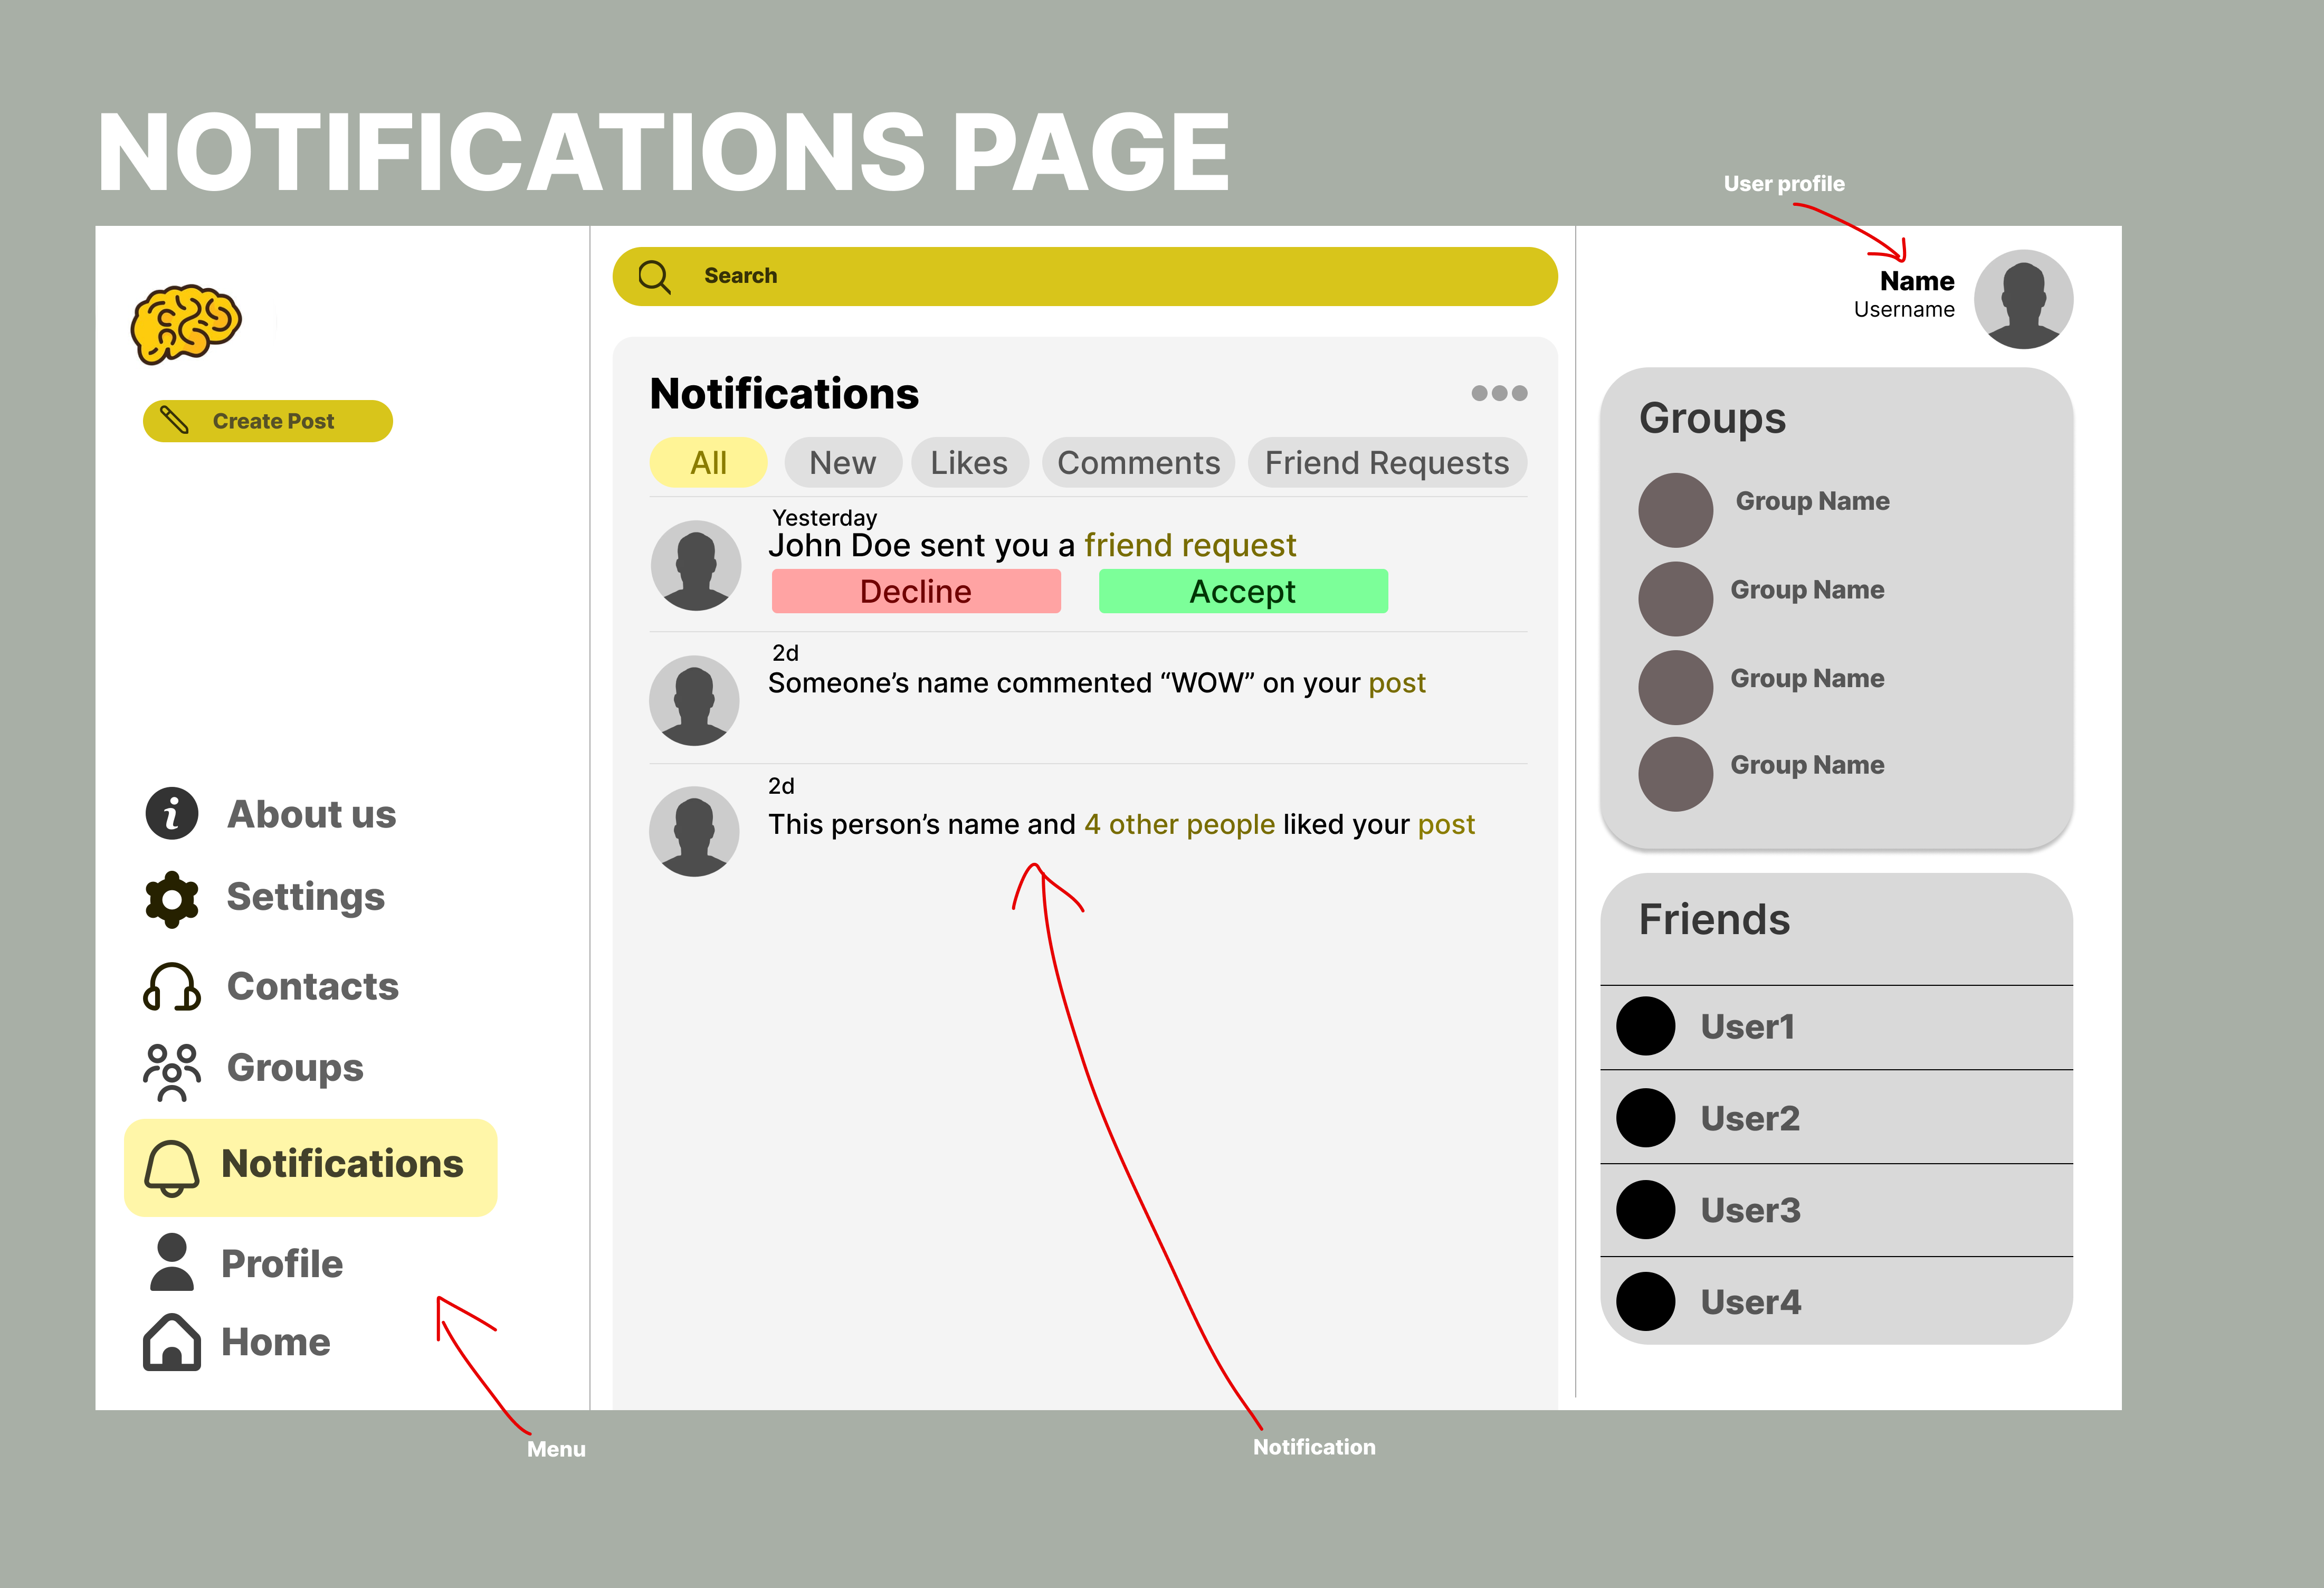 NOTIFICATIONS PAGE
User profile
Search
Name
Username
Create Post
Notifications
All
New
Likes
Comments
Friend Requests
Yesterday
John Doe sent you a friend request
Decline
Accept
2d
Someone’s name commented “WOW” on your post
2d
This person’s name and 4 other people liked your post
Groups
Group Name
Group Name
Group Name
Group Name
Friends
User1
User2
User3
User4
About us
Settings
Contacts
Groups
Notifications
Profile
Home
Menu
Notification